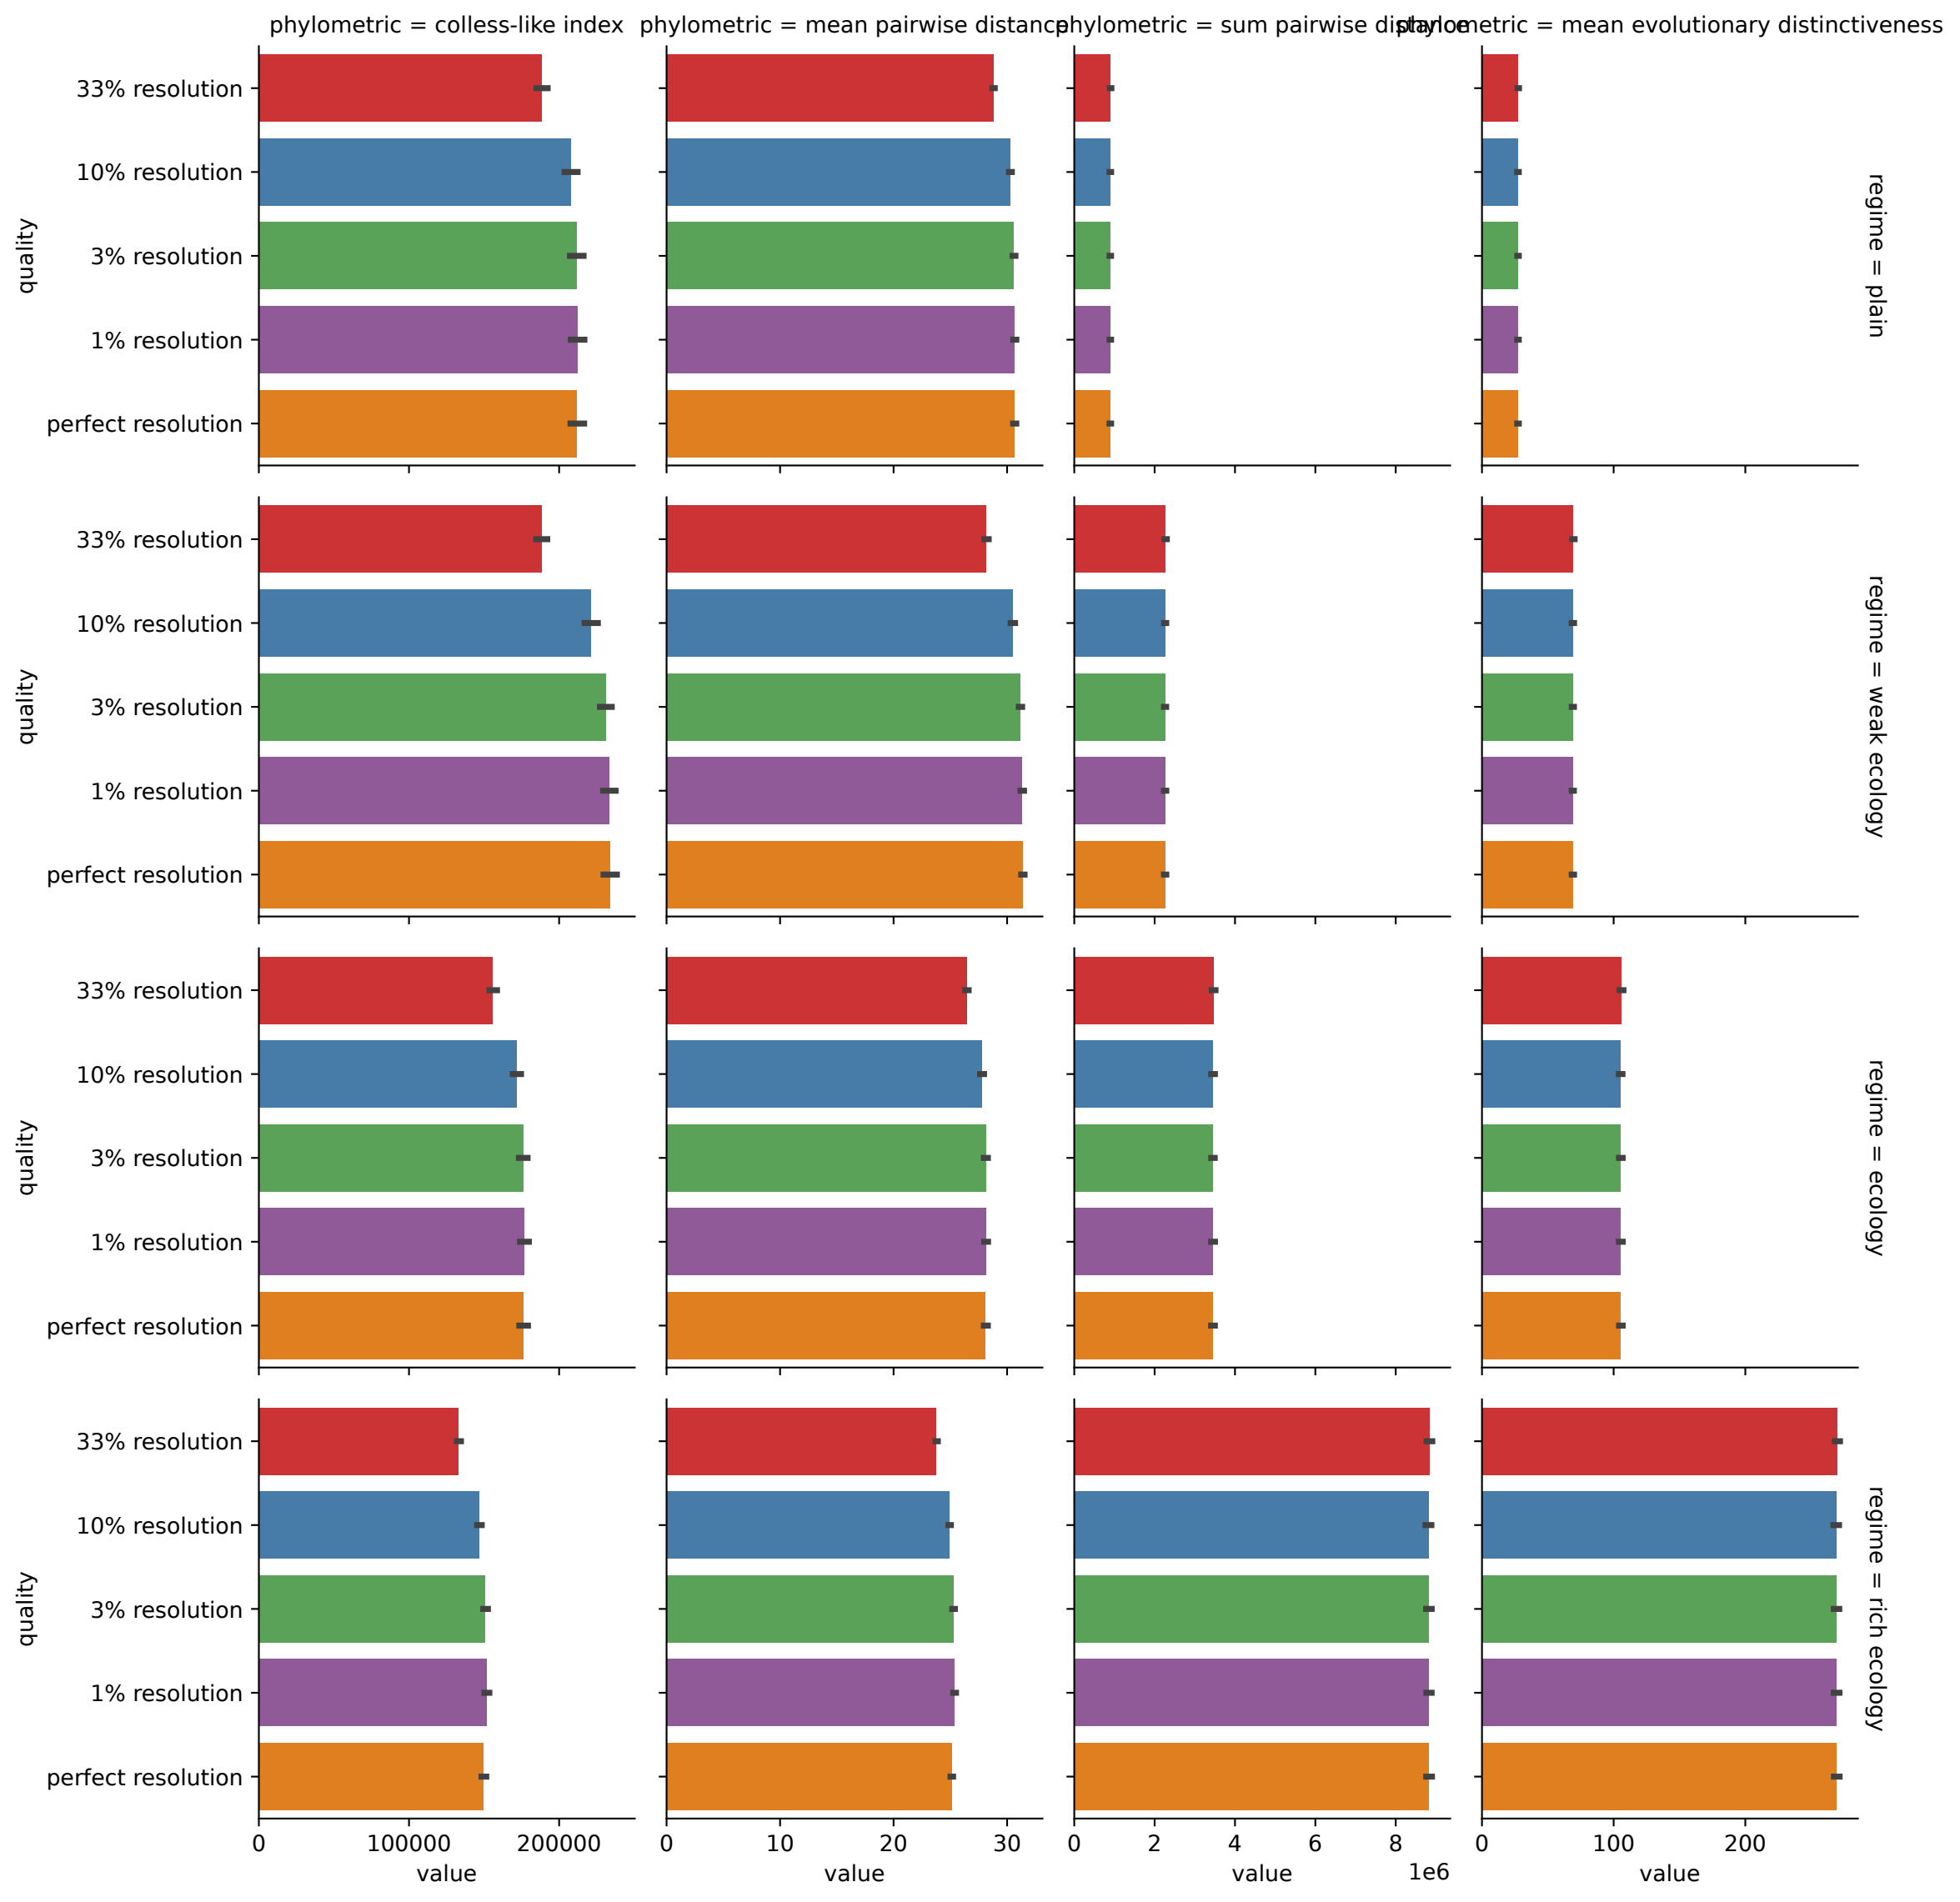 phylometric = colless-like index
phylometric = mean pairwise distance
phylometric = sum pairwise distance
phylometric = mean evolutionary distinctiveness
quality
33% resolution
10% resolution
3% resolution
1% resolution
perfect resolution
regime = plain
quality
33% resolution
10% resolution
3% resolution
1% resolution
perfect resolution
regime = weak ecology
quality
33% resolution
10% resolution
3% resolution
1% resolution
perfect resolution
regime = ecology
quality
33% resolution
10% resolution
3% resolution
1% resolution
perfect resolution
regime = rich ecology
0 100000 200000
value
0 10 20 30
value
0 2 4 6 8
1e6
value
0 100 200
value